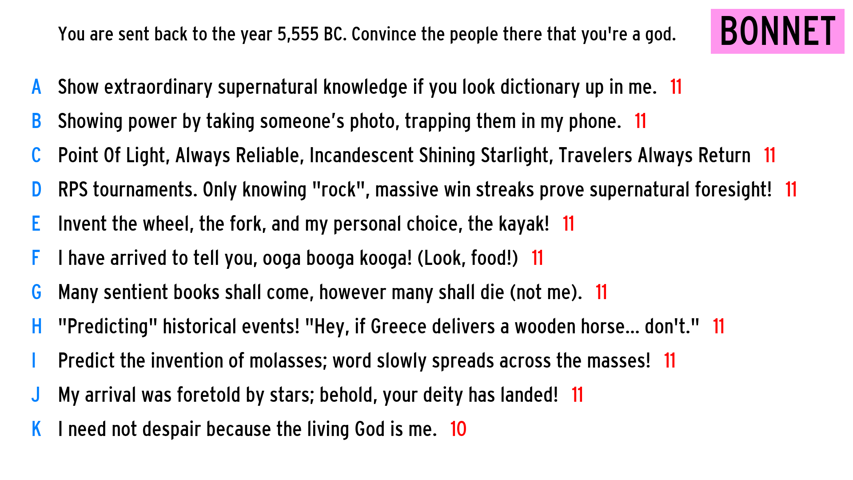 You are sent back to the year 5,555 BC. Convince the people there that you're a god.
BONNET
A Show extraordinary supernatural knowledge if you look dictionary up in me. 11
B Showing power by taking someone’s photo, trapping them in my phone. 11
C Point Of Light, Always Reliable, Incandescent Shining Starlight, Travelers Always Return 11
D RPS tournaments. Only knowing "rock", massive win streaks prove supernatural foresight! 11
E Invent the wheel, the fork, and my personal choice, the kayak! 11
F I have arrived to tell you, ooga booga kooga! (Look, food!) 11
G Many sentient books shall come, however many shall die (not me). 11
H "Predicting" historical events! "Hey, if Greece delivers a wooden horse... don't." 11
I Predict the invention of molasses; word slowly spreads across the masses! 11
J My arrival was foretold by stars; behold, your deity has landed! 11
K I need not despair because the living God is me. 10